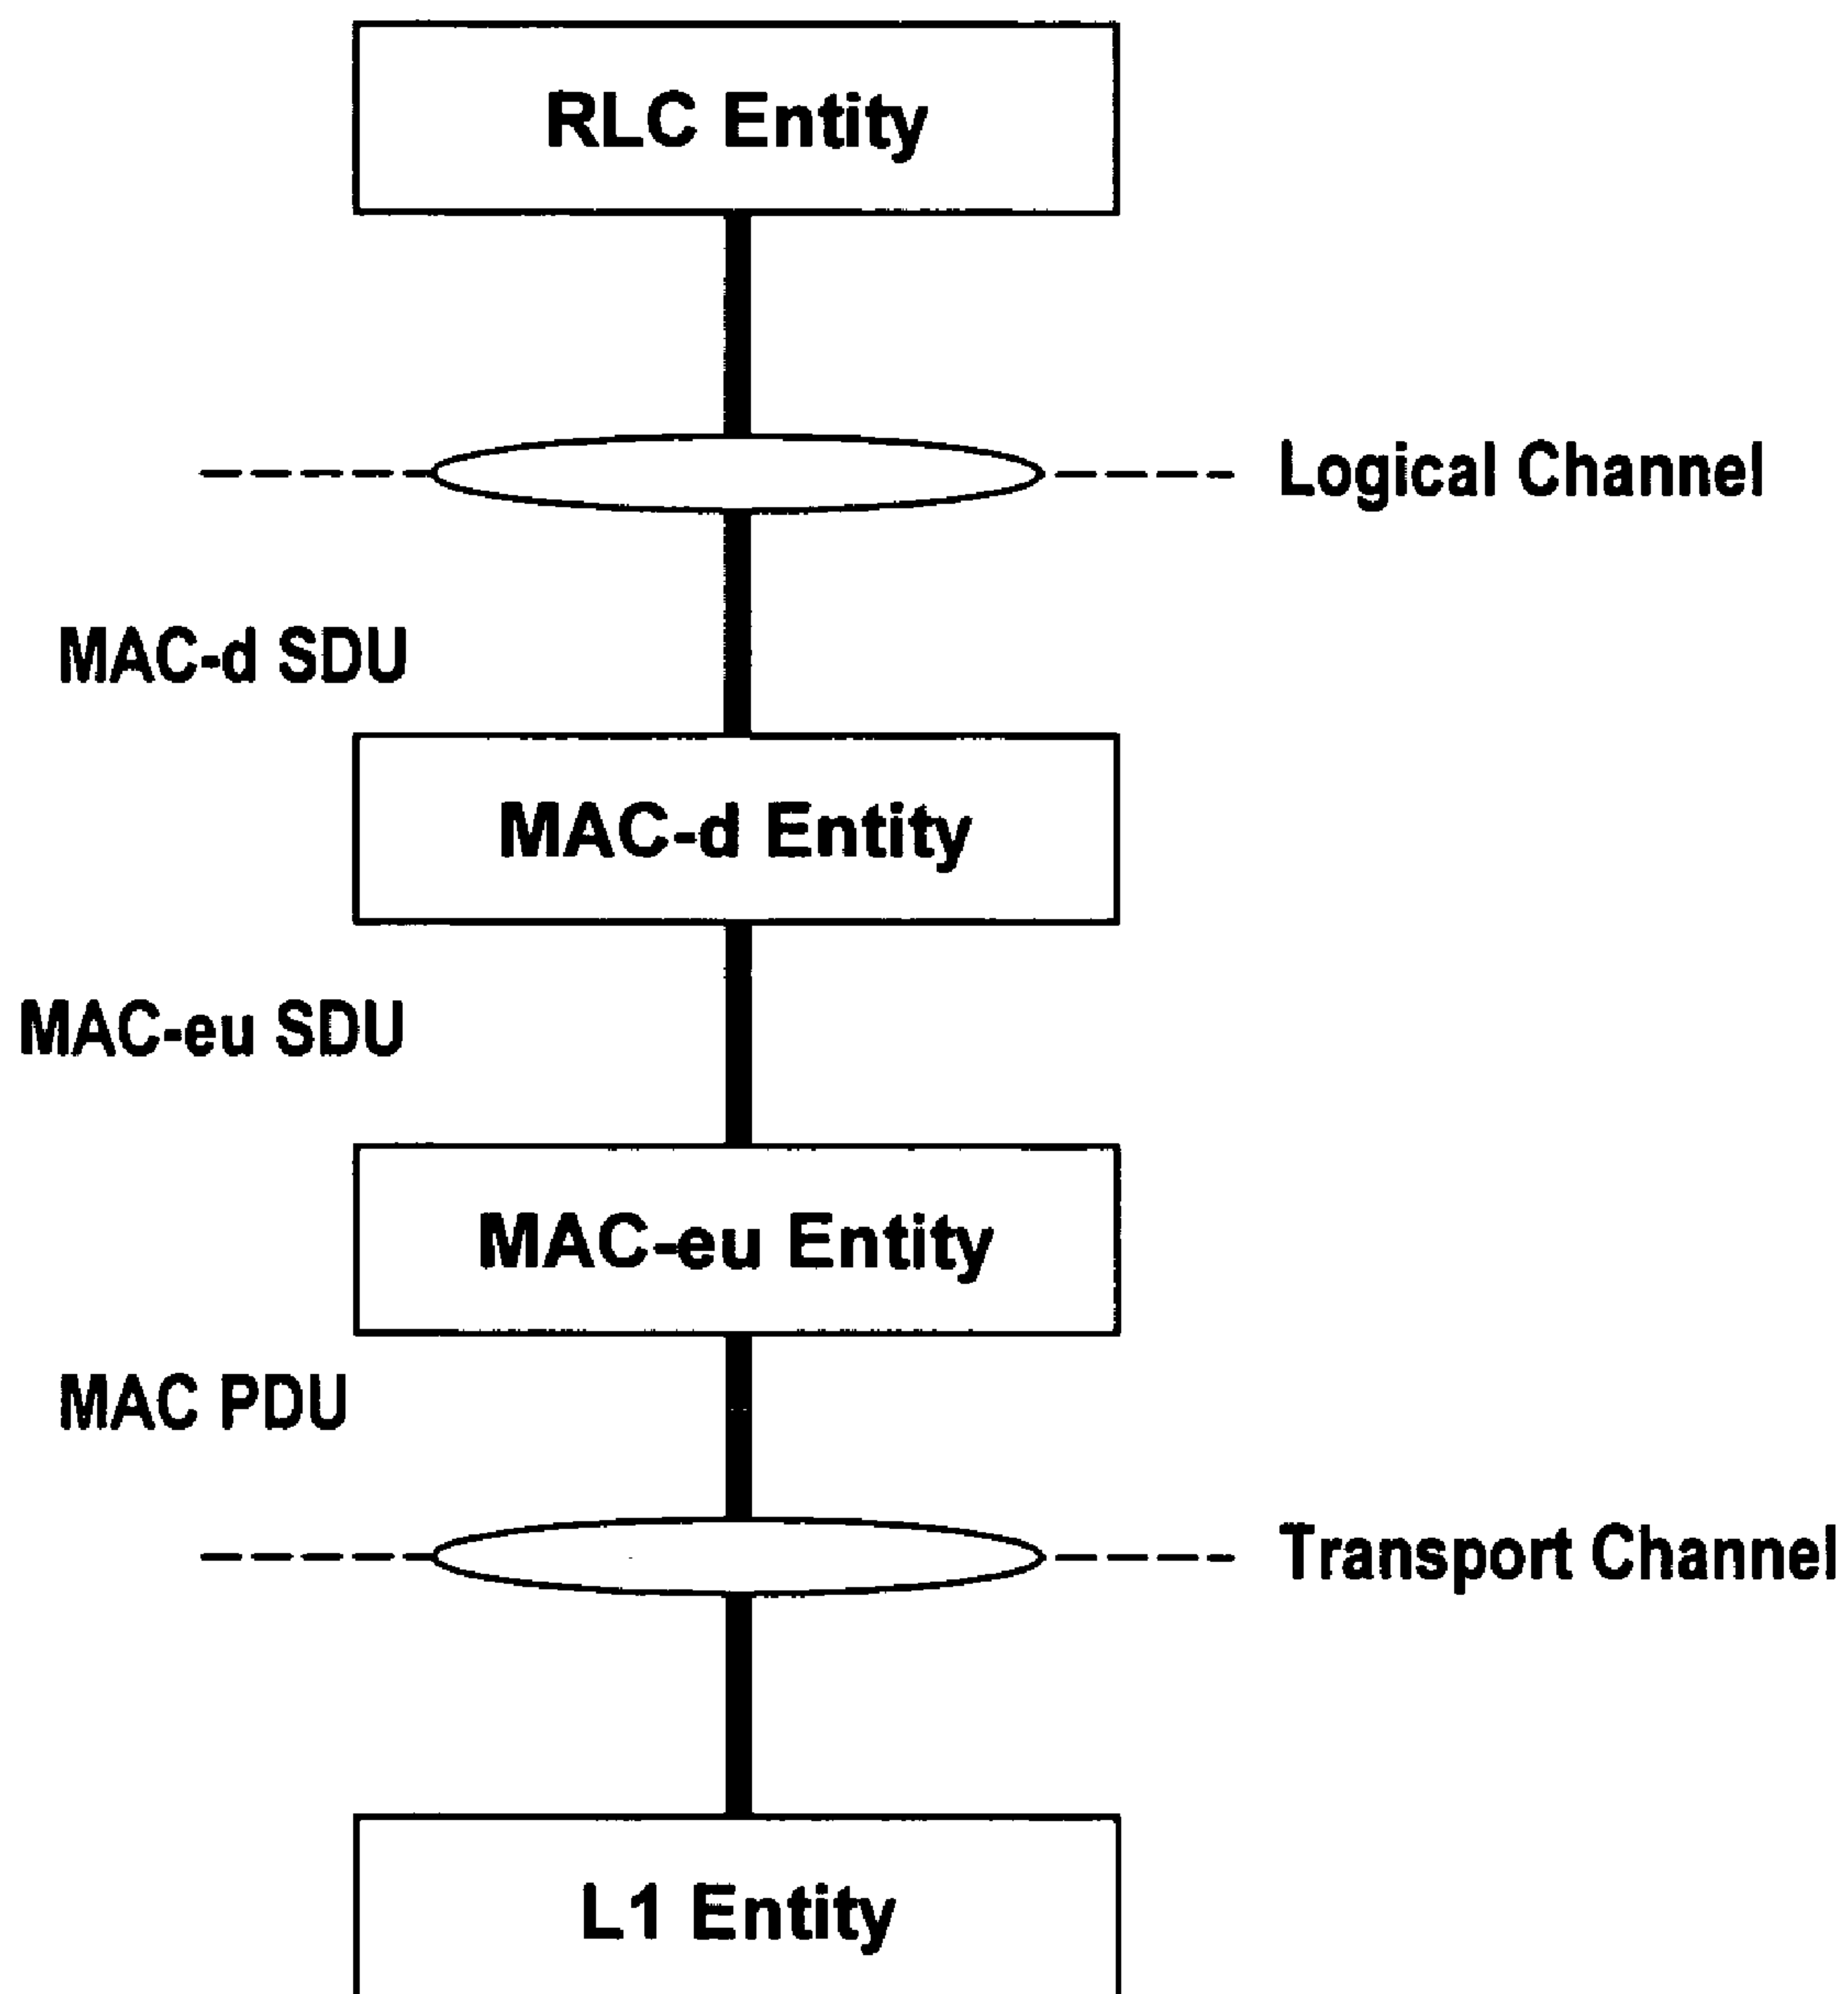 RLC Entity
Logical Channel
MAC-d SDU
MAC-d Entity
MAC-eu SDU
MAC-eu Entity
MAC PDU
Transport Channel
L1 Entity